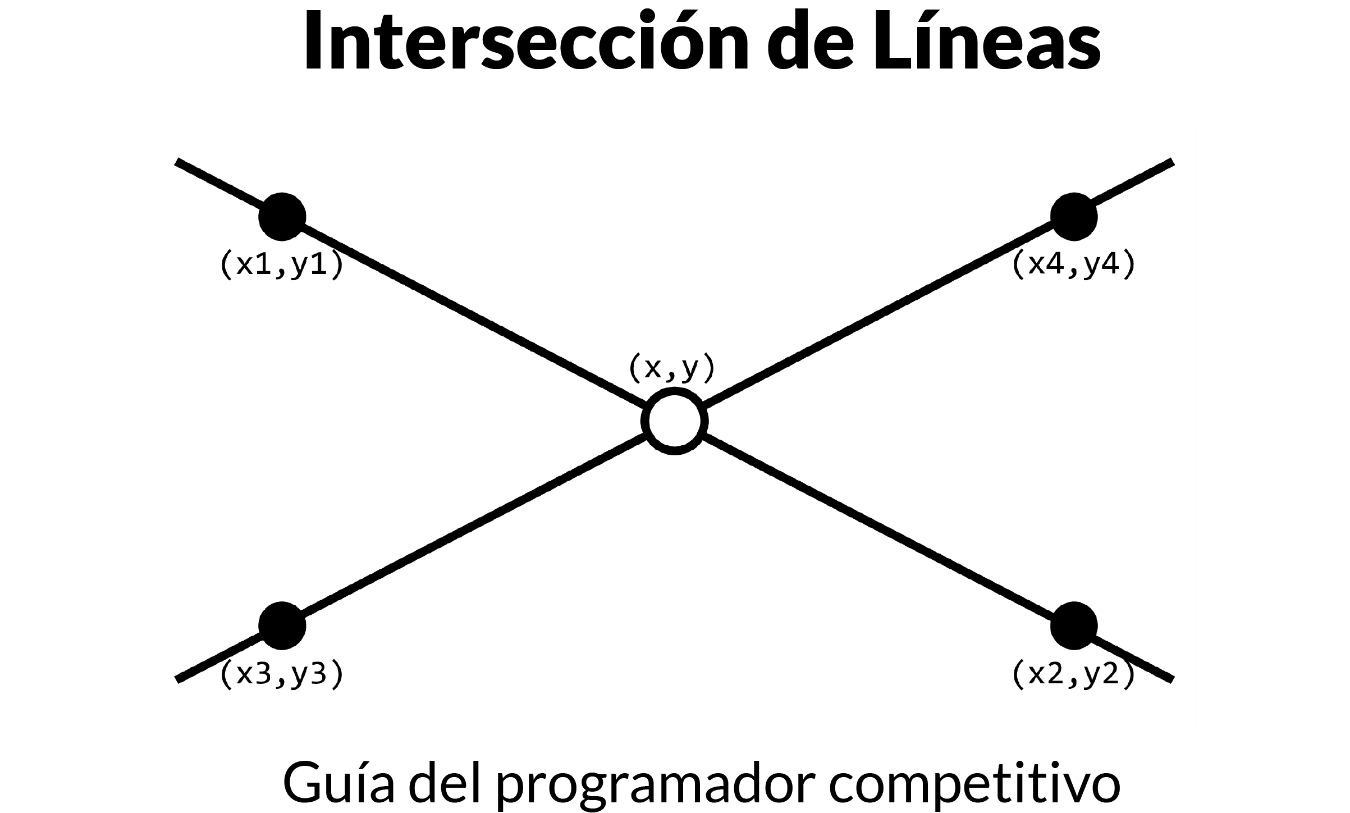 Intersección de Líneas
(x1,y1)
(x4,y4)
(x,y)
(x3,y3)
(x2,y2)
Guía del programador competitivo